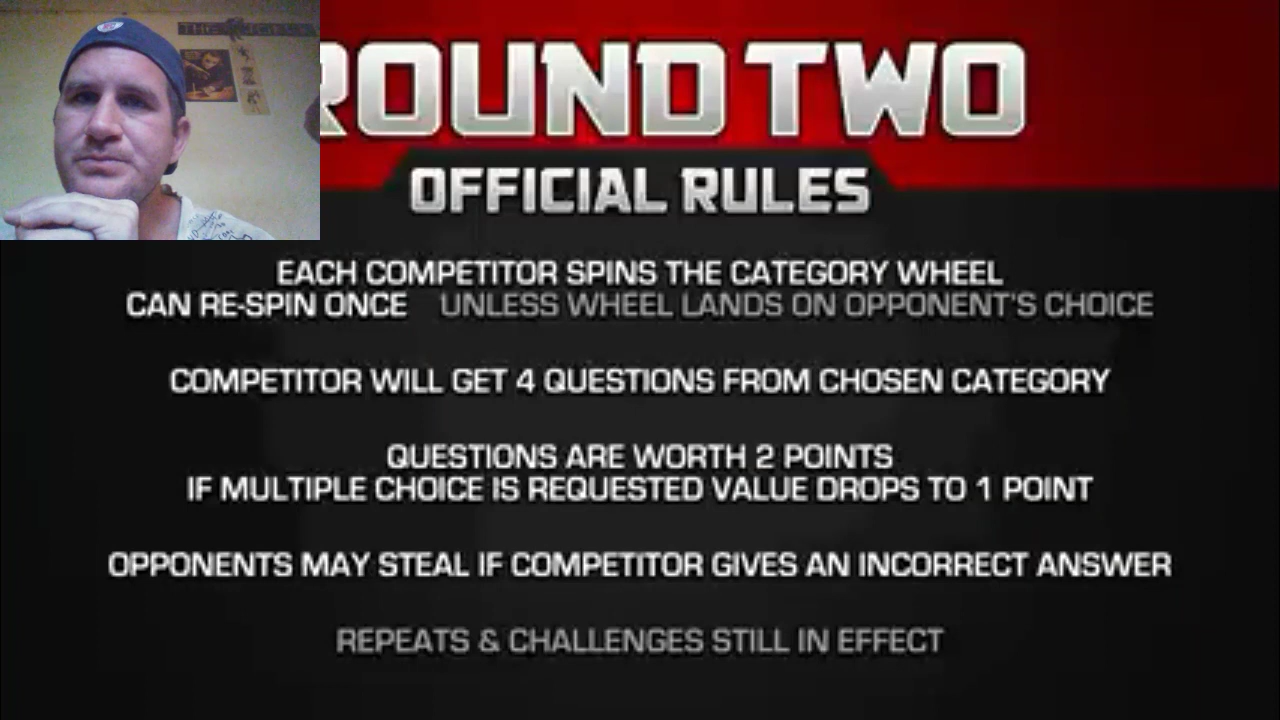 ROUND TWO
OFFICIAL RULES
EACH COMPETITOR SPINS THE CATEGORY WHEEL
CAN RE-SPIN ONCE UNLESS WHEEL LANDS ON OPPONENT'S CHOICE
COMPETITOR WILL GET 4 QUESTIONS FROM CHOSEN CATEGORY
QUESTIONS ARE WORTH 2 POINTS
IF MULTIPLE CHOICE IS REQUESTED VALUE DROPS TO 1 POINT
OPPONENTS MAY STEAL IF COMPETITOR GIVES AN INCORRECT ANSWER
REPEATS & CHALLENGES STILL IN EFFECT